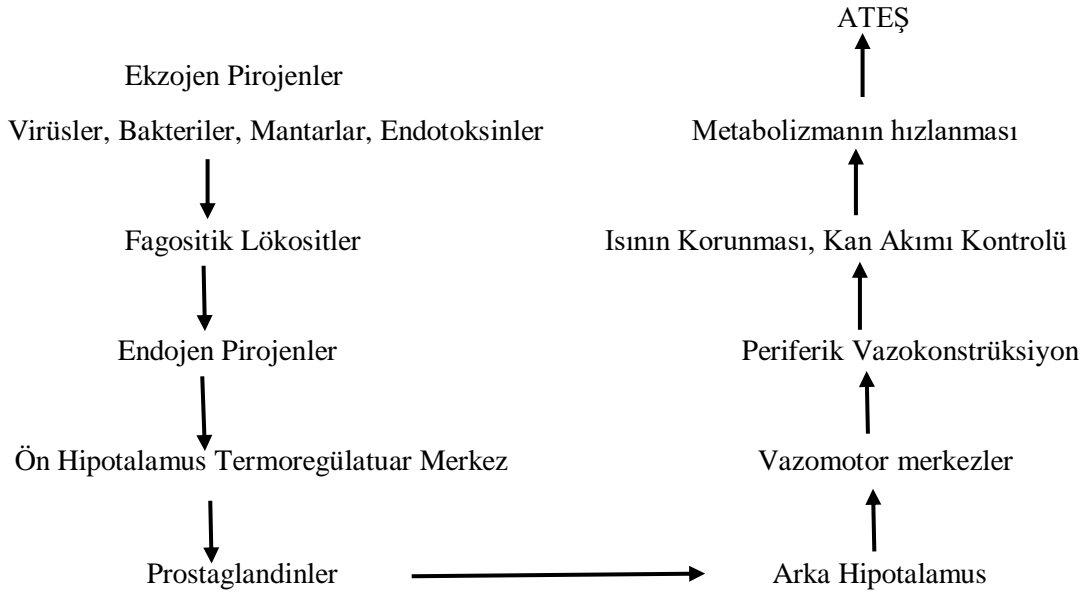 Ekzojen Pirojenler
Virüsler, Bakteriler, Mantarlar, Endotoksinler
Fagositik Lökositler
Endojen Pirojenler
Ön Hipotalamus Termoregülatuar Merkez
Prostaglandinler
Arka Hipotalamus
Vazomotor merkezler
Periferik Vazokonstrüksiyon
Isının Korunması, Kan Akımı Kontrolü
Metabolizmanın hızlanması
ATEŞ